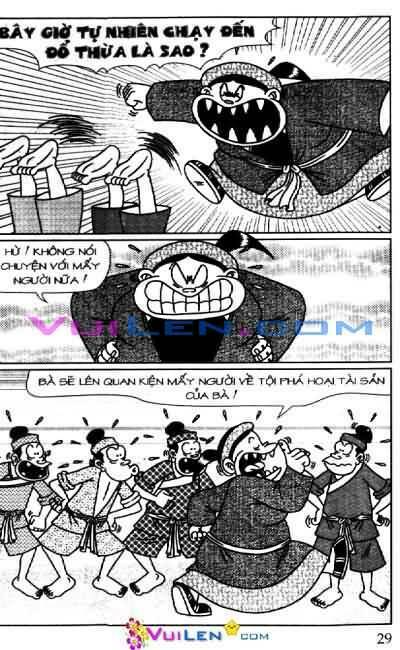 BÂY GIỜ TỰ NHIÊN CHẠY ĐẾN
ĐỔ THỪA LÀ SAO ?
HỪ ! KHÔNG NÓI
CHUYỆN VỚI MẤY
NGƯỜI NỮA !
VUILEN.COM
BÀ SẼ LÊN QUAN KIỆN MẤY NGƯỜI VỀ TỘI PHÁ HOẠI TÀI SẢN
CỦA BÀ !
29
VUILEN.COM